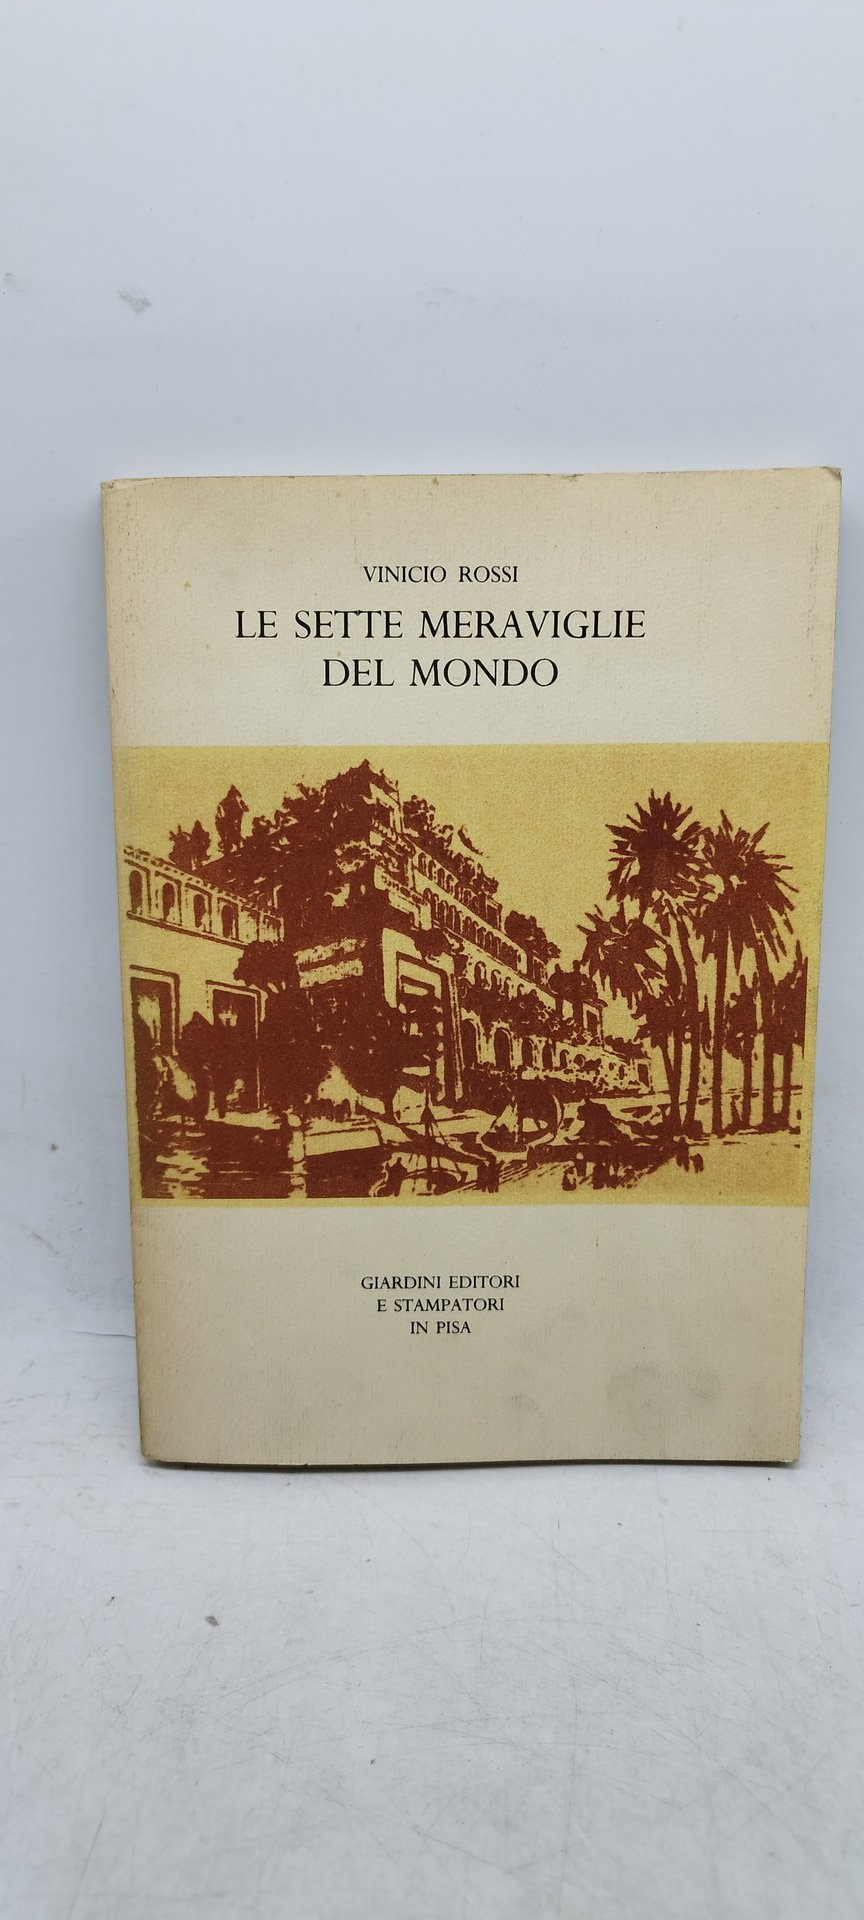 VINICIO ROSSI
LE SETTE MERAVIGLIE
DEL MONDO
GIARDINI EDITORI
E STAMPATORI
IN PISA